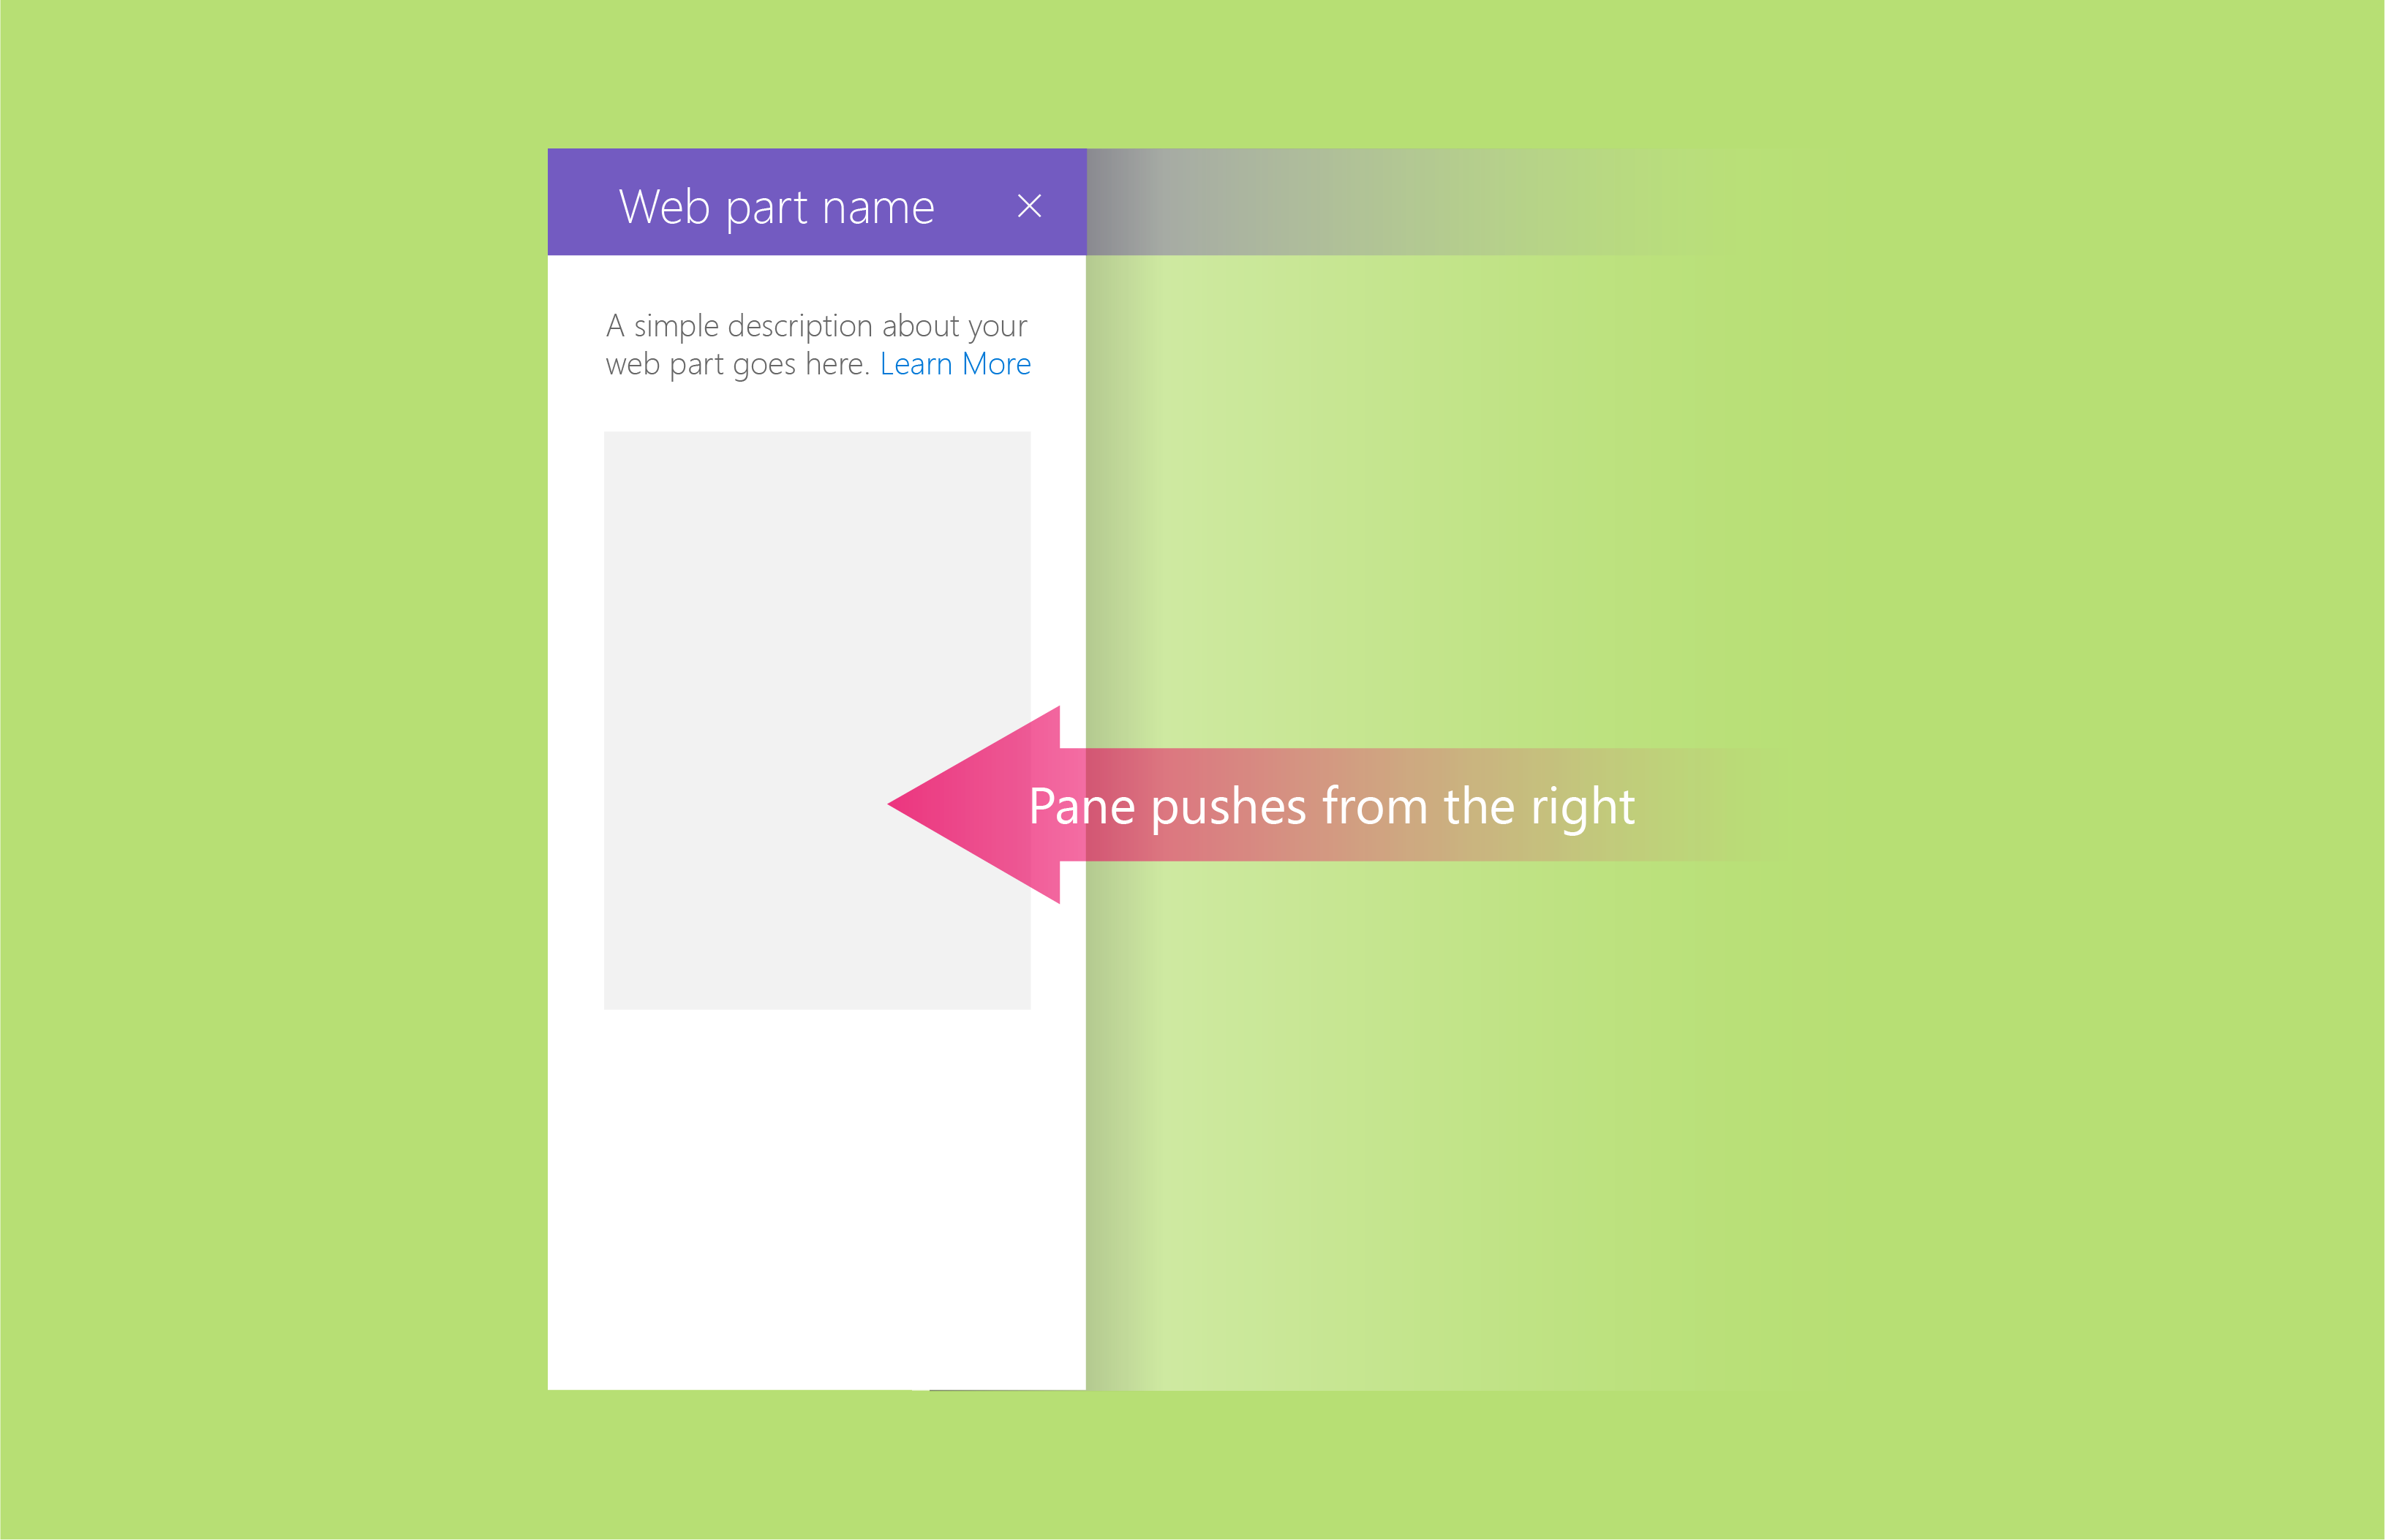 Web part name
A simple description about your
web part goes here. Learn More
Pane pushes from the right